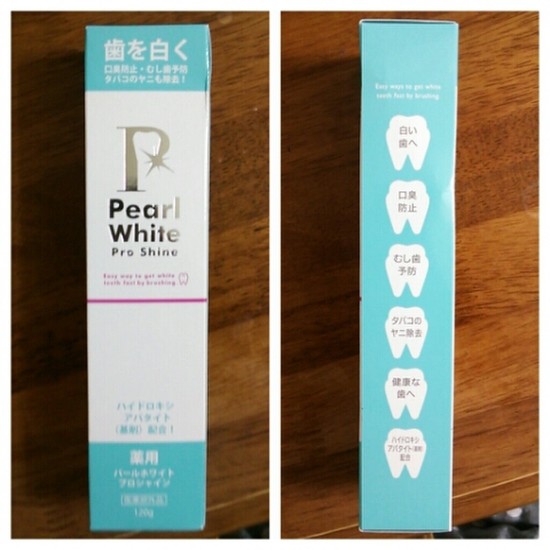 歯を白く
口臭防止・むし歯予防
タバコのヤニも除去！
P
Pearl
White
Pro Shine
Easy way to get white
tooth fast by brushing.
ハイドロキシ
アパタイト
（基剤）配合！
薬用
パールホワイト
プロシャイン
医薬部外品
120g
Easy ways to get white
tooth fast by brushing.
白い
歯へ
口臭
防止
むし歯
予防
タバコの
ヤニ除去
健康な
歯へ
ハイドロキシ
アパタイト(基剤)
配合